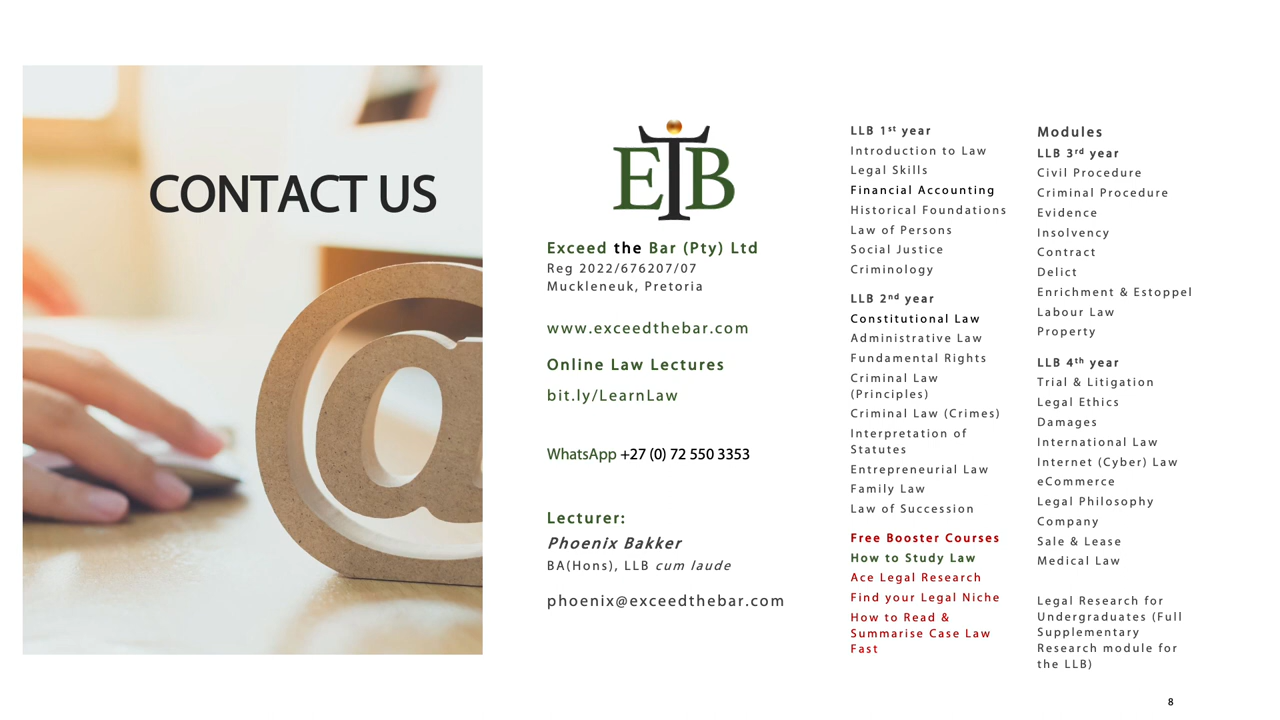 CONTACT US
ETB
Exceed the Bar (Pty) Ltd
Reg 2022/676207/07
Muckleneuk, Pretoria
www.exceedthebar.com
Online Law Lectures
bit.ly/LearnLaw
WhatsApp +27 (0) 72 550 3353
Lecturer:
Phoenix Bakker
BA(Hons), LLB cum laude
phoenix@exceedthebar.com
LLB 1st year
Introduction to Law
Legal Skills
Financial Accounting
Historical Foundations
Law of Persons
Social Justice
Criminology
LLB 2nd year
Constitutional Law
Administrative Law
Fundamental Rights
Criminal Law
(Principles)
Criminal Law (Crimes)
Interpretation of
Statutes
Entrepreneurial Law
Family Law
Law of Succession
Free Booster Courses
How to Study Law
Ace Legal Research
Find your Legal Niche
How to Read &
Summarise Case Law
Fast
Modules
LLB 3rd year
Civil Procedure
Criminal Procedure
Evidence
Insolvency
Contract
Delict
Enrichment & Estoppel
Labour Law
Property
LLB 4th year
Trial & Litigation
Legal Ethics
Damages
International Law
Internet (Cyber) Law
eCommerce
Legal Philosophy
Company
Sale & Lease
Medical Law
Legal Research for
Undergraduates (Full
Supplementary
Research module for
the LLB)
8